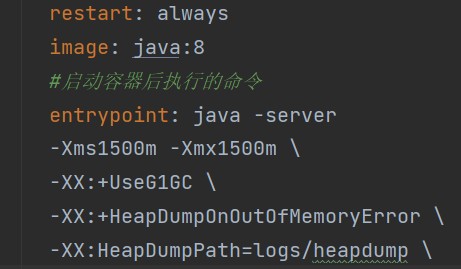 restart: always
image: java:8
#启动容器后执行的命令
entrypoint: java -server
-Xms1500m -Xmx1500m \
-XX:+UseG1GC \
-XX:+HeapDumpOnOutOfMemoryError \
-XX:HeapDumpPath=logs/heapdump \